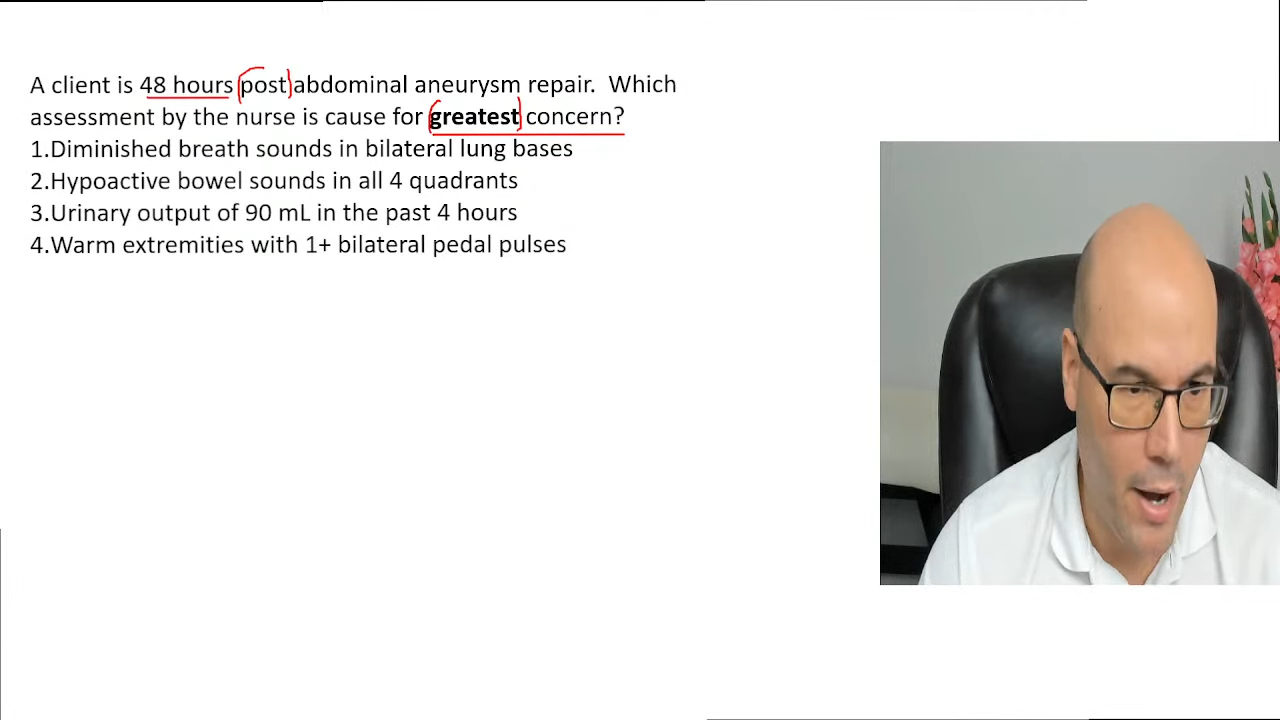 A client is 48 hours post abdominal aneurysm repair.  Which
assessment by the nurse is cause for greatest concern?
1.Diminished breath sounds in bilateral lung bases
2.Hypoactive bowel sounds in all 4 quadrants
3.Urinary output of 90 mL in the past 4 hours
4.Warm extremities with 1+ bilateral pedal pulses